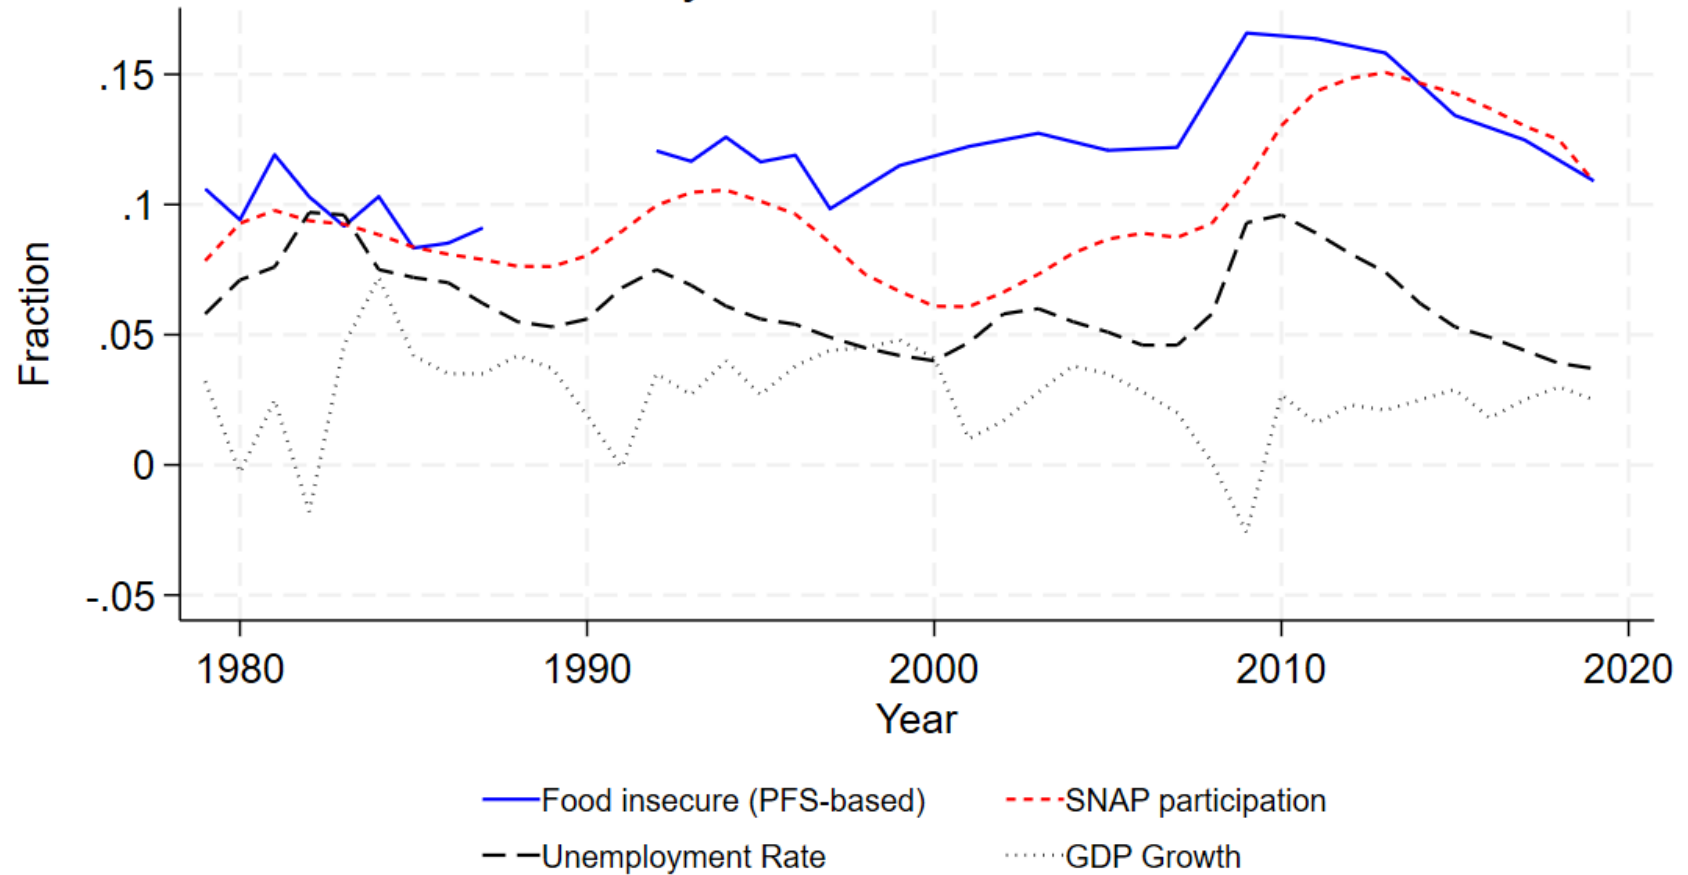 .15
.1
.05
0
-.05
Fraction
1980 1990 2000 2010 2020
Year
Food insecure (PFS-based) SNAP participation
Unemployment Rate GDP Growth